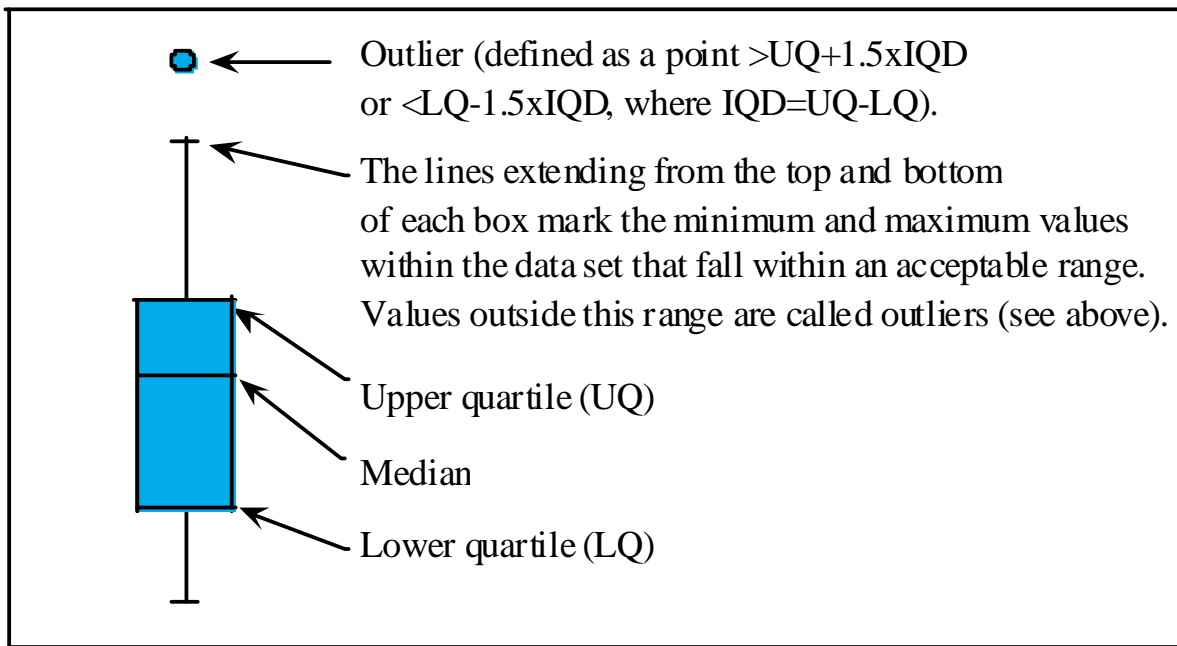 Outlier (defined as a point >UQ+1.5xIQD
or <LQ-1.5xIQD, where IQD=UQ-LQ).
The lines extending from the top and bottom
of each box mark the minimum and maximum values
within the data set that fall within an acceptable range.
Values outside this range are called outliers (see above).
Upper quartile (UQ)
Median
Lower quartile (LQ)